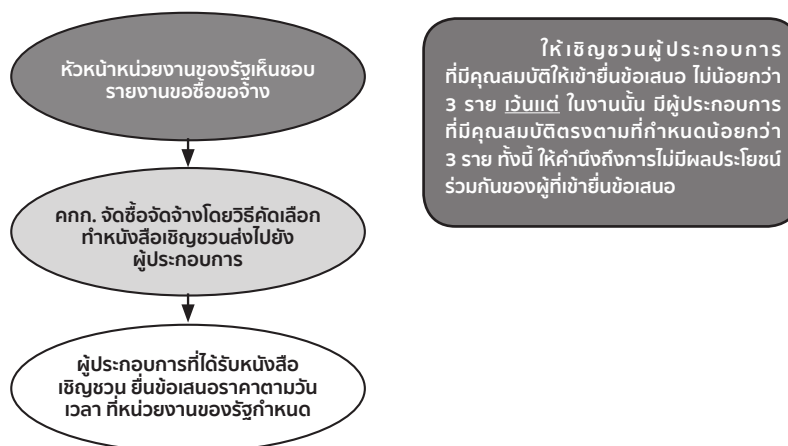 หัวหน้าหน่วยงานของรัฐเห็นชอบ
รายงานขอซื้อขอจ้าง
คกก. จัดซื้อจัดจ้างโดยวิธีคัดเลือก
ทำหนังสือเชิญชวนส่งไปยัง
ผู้ประกอบการ
ผู้ประกอบการที่ได้รับหนังสือ
เชิญชวน ยื่นข้อเสนอราคาตามวัน
เวลา ที่หน่วยงานของรัฐกำหนด
ให้เชิญชวนผู้ประกอบการ
ที่มีคุณสมบัติให้เข้ายื่นข้อเสนอ ไม่น้อยกว่า
3 ราย เว้นแต่ ในงานนั้น มีผู้ประกอบการ
ที่มีคุณสมบัติตรงตามที่กำหนดน้อยกว่า
3 ราย ทั้งนี้ ให้คำนึงถึงการไม่มีผลประโยชน์
ร่วมกันของผู้ที่เข้ายื่นข้อเสนอ